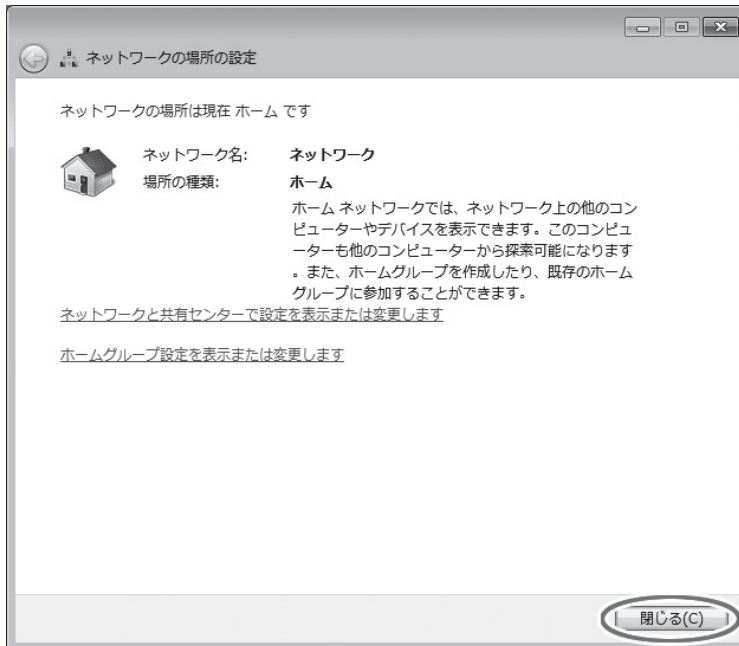 ネットワークの場所の設定
ネットワークの場所は現在 ホーム です
ネットワーク名: ネットワーク
場所の種類: ホーム
ホーム ネットワークでは、ネットワーク上の他のコン
ピューターやデバイスを表示できます。このコンピュ
ーターも他のコンピューターから探索可能になります
。また、ホームグループを作成したり、既存のホーム
グループに参加することができます。
ネットワークと共有センターで設定を表示または変更します
ホームグループ設定を表示または変更します
閉じる(C)